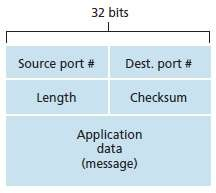 32 bits
Source port # Dest. port #
Length Checksum
Application
data
(message)